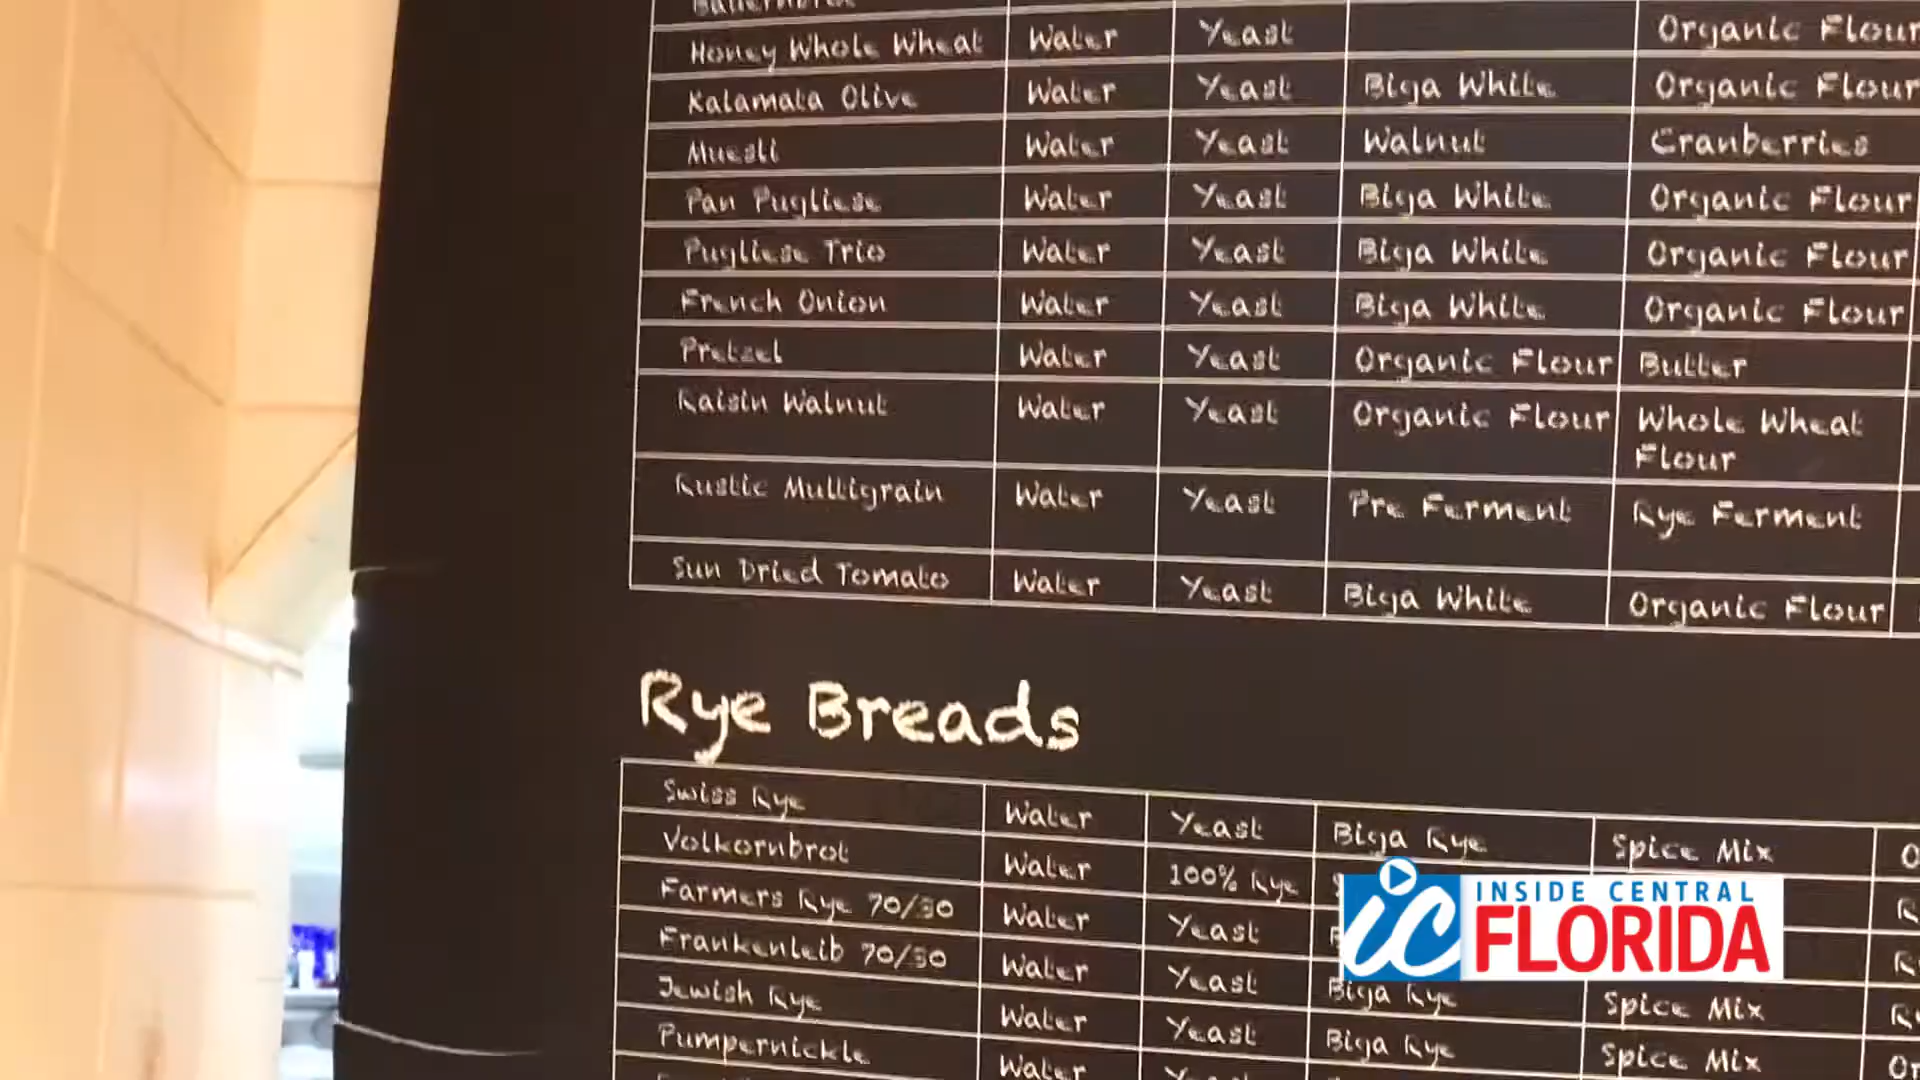 Honey Whole Wheat Water Yeast Organic Flour
Kalamata Olive Water Yeast Biga White Organic Flour
Muesli Water Yeast Walnut Cranberries
Pan Pugliese Water Yeast Biga White Organic Flour
Pugliese Trio Water Yeast Biga White Organic Flour
French Onion Water Yeast Biga White Organic Flour
Pretzel Water Yeast Organic Flour Butter
Raisin Walnut Water Yeast Organic Flour Whole Wheat
Flour
Rustic Multigrain Water Yeast Pre Ferment Rye Ferment
Sun Dried Tomato Water Yeast Biga White Organic Flour
Rye Breads
Swiss Rye Water Yeast Biga Rye Spice Mix
Volkornbrot Water 100% Rye
Farmers Rye 70/30 Water Yeast
Frankenleib 70/30 Water Yeast Biga Rye Spice Mix
Jewish Rye Water Yeast Biga Rye Spice Mix
Pumpernickle Water
INSIDE CENTRAL
ic FLORIDA